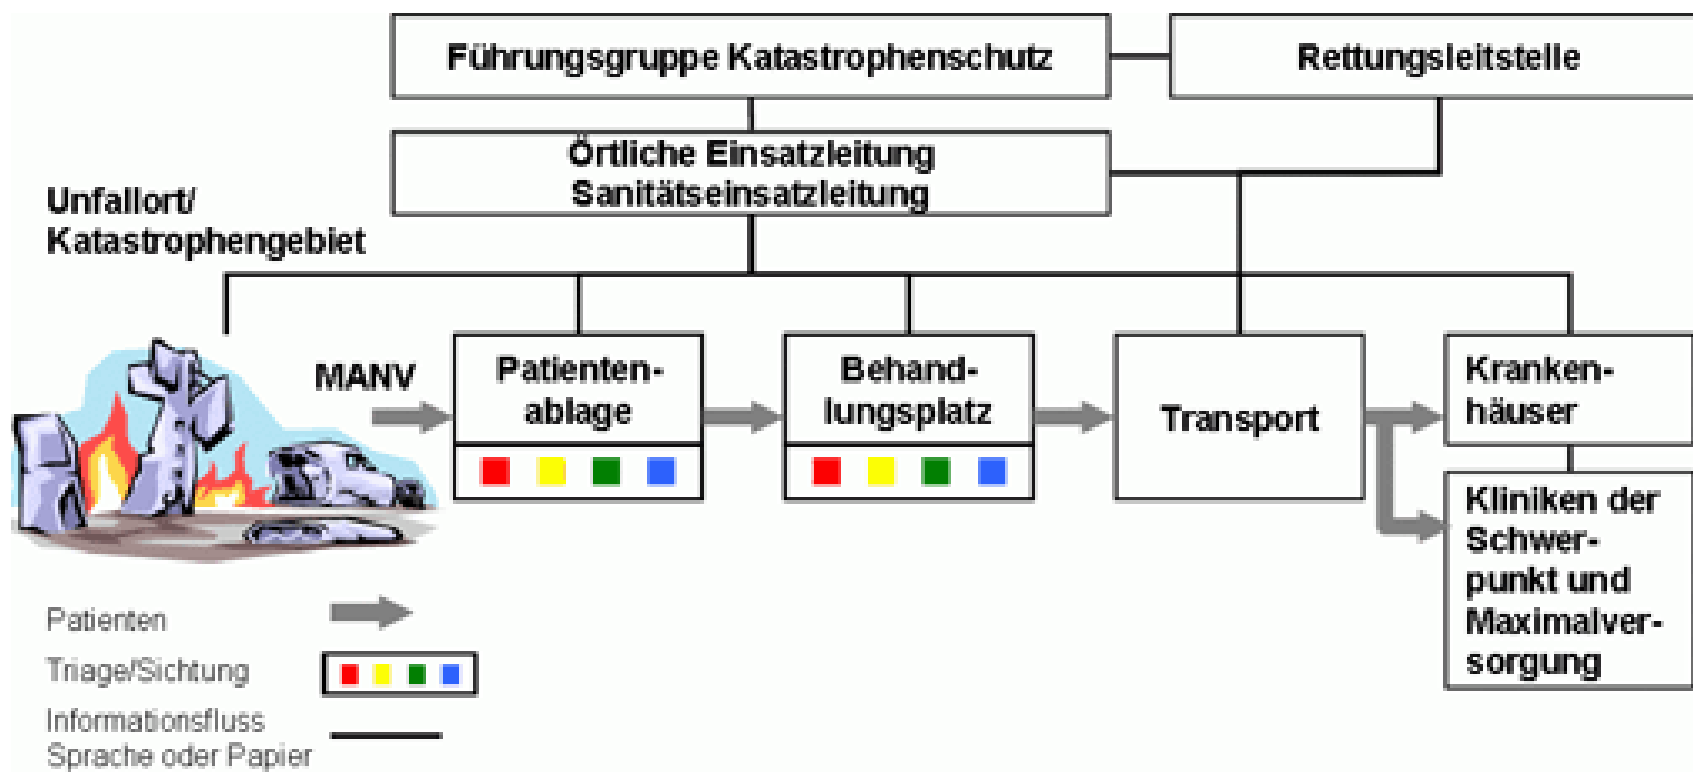 Führungsgruppe Katastrophenschutz
Rettungsleitstelle
Örtliche Einsatzleitung
Sanitätseinsatzleitung
Unfallort/
Katastrophengebiet
MANV
Patienten-
ablage
Behand-
lungsplatz
Transport
Kranken-
häuser
Kliniken der
Schwer-
punkt und
Maximalver-
sorgung
Patienten
Triage/Sichtung
Informationsfluss
Sprache oder Papier